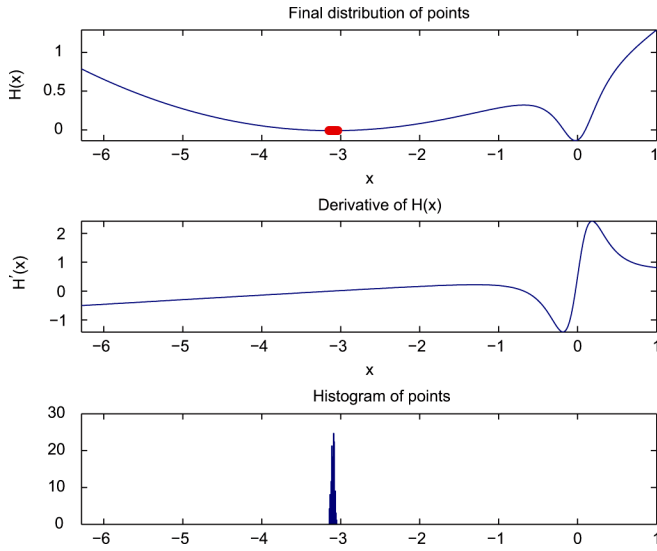 Final distribution of points
H(x)
1
0.5
0
−6 −5 −4 −3 −2 −1 0 1
x
Derivative of H(x)
H′(x)
2
1
0
−1
−6 −5 −4 −3 −2 −1 0 1
x
Histogram of points
30
20
10
0
−6 −5 −4 −3 −2 −1 0 1